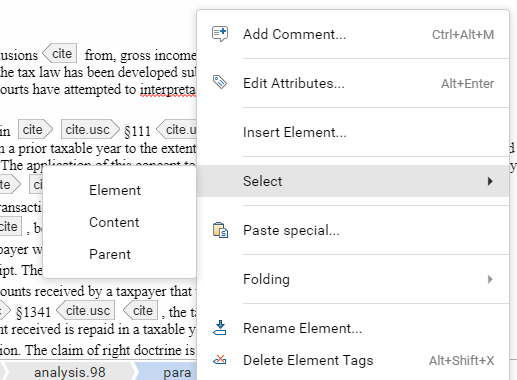 usions cite from, gross income
he tax law has been developed sub
ourts have attempted to interpreta
in cite cite.usc §111 cite.u
n a prior taxable year to the extent
The application of this concept to
te ci
ransacti
cite , b
payer w
ipt. The
ounts received by a taxpayer that
§1341 cite.usc cite , the ta
nt received is repaid in a taxable y
ion. The claim of right doctrine is
analysis.98 para
Element
Content
Parent
Add Comment... Ctrl+Alt+M
Edit Attributes... Alt+Enter
Insert Element...
Select
Paste special...
Folding
Rename Element...
Delete Element Tags Alt+Shift+X